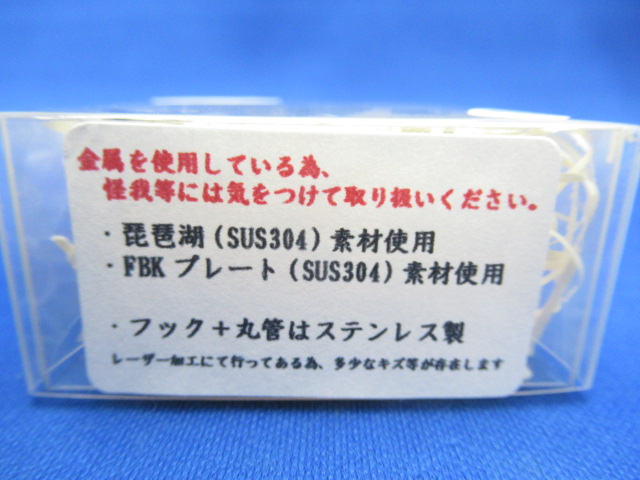 金属を使用している為、
怪我等には気をつけて取り扱いください。
・琵琶湖(SUS304)素材使用
・FBKプレート(SUS304)素材使用
・フック＋丸管はステンレス製
レーザー加工にて行ってある為、多少なキズ等が存在します